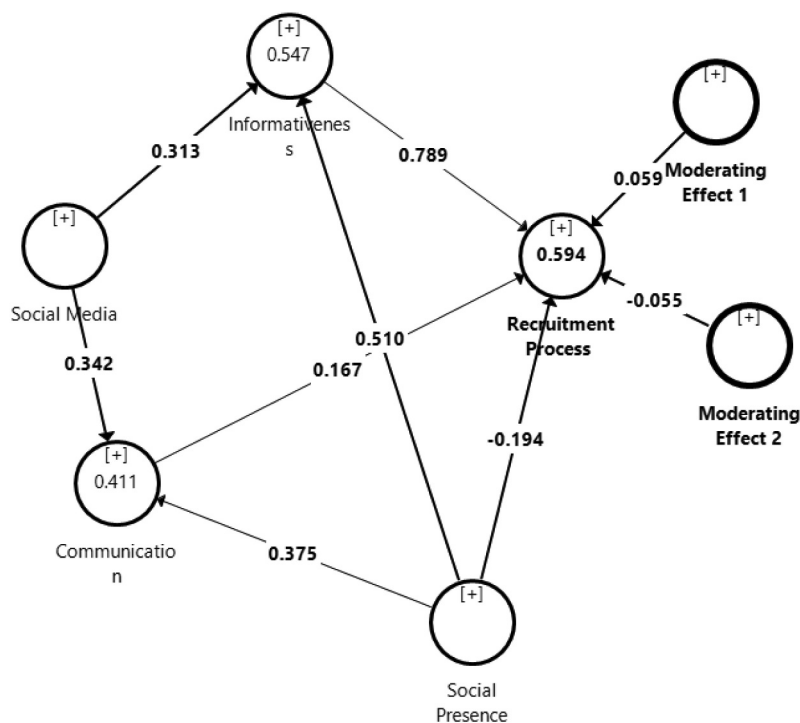 [+]
0.547
Informativenes
s
[+]
Moderating
Effect 1
0.313
0.789
0.059
[+]
Social Media
[+]
0.594
Recruitment
Process
-0.055
[+]
Moderating
Effect 2
0.342
0.510
0.167
-0.194
[+]
0.411
Communicatio
n
0.375
[+]
Social
Presence